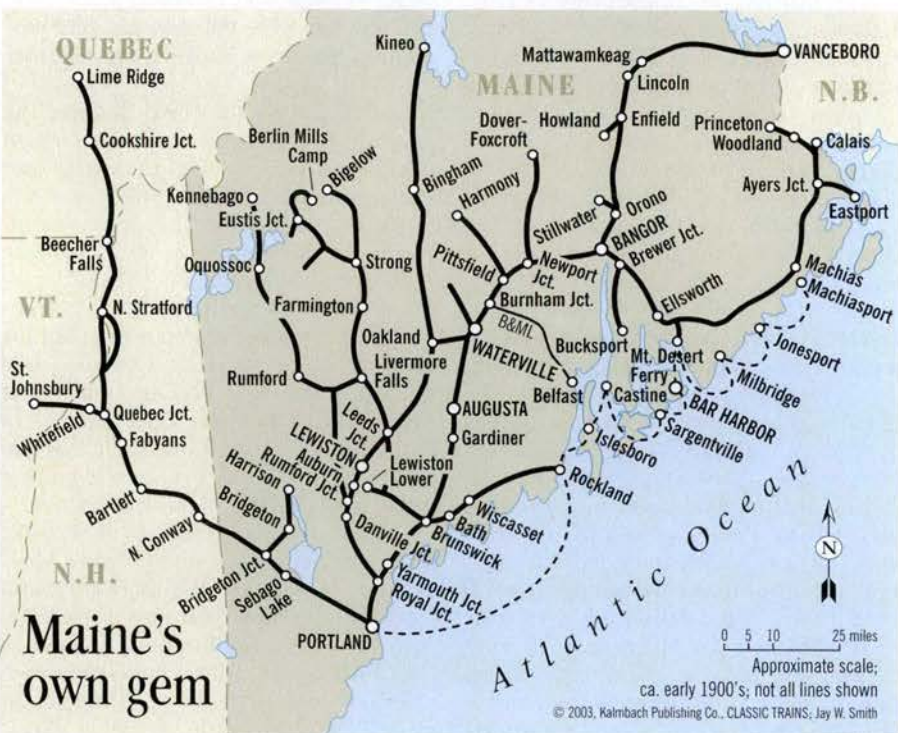 QUEBEC
Lime Ridge
Cookshire Jct.
Beecher
Falls
VT.
N. Stratford
St.
Johnsbury
Whitefield
Quebec Jct.
Fabyans
Bartlett
N. Conway
N.H.
Kineo
MAINE
Mattawamkeag
VANCEBORO
Lincoln
N.B.
Dover-
Foxcroft
Howland
Enfield
Princeton
Woodland
Calais
Ayers Jct.
Eastport
Berlin Mills
Camp
Bigelow
Kennebago
Eustis Jct.
Bingham
Harmony
Stillwater
Orono
BANGOR
Brewer Jct.
Oquossoc
Strong
Pittsfield
Newport
Jct.
Ellsworth
Machias
Machiasport
Farmington
Burnham Jct.
B&ML
Oakland
WATERVILLE
Bucksport
Mt. Desert
Ferry
Jonesport
Rumford
Livermore
Falls
Belfast
Castine
BAR HARBOR
Milbridge
AUGUSTA
Gardiner
Islesboro
Sargentville
Leeds
Jct.
LEWISTON
Auburn
Rumford Jct.
Lewiston
Lower
Harrison
Bridgeton
Rockland
Wiscasset
Bath
Brunswick
Danville Jct.
Bridgeton Jct.
Sebago
Lake
Yarmouth Jct.
Royal Jct.
PORTLAND
Atlantic Ocean
N
Maine's
own gem
0 5 10 25 miles
Approximate scale;
ca. early 1900's; not all lines shown
© 2003, Kalmbach Publishing Co., CLASSIC TRAINS; Jay W. Smith